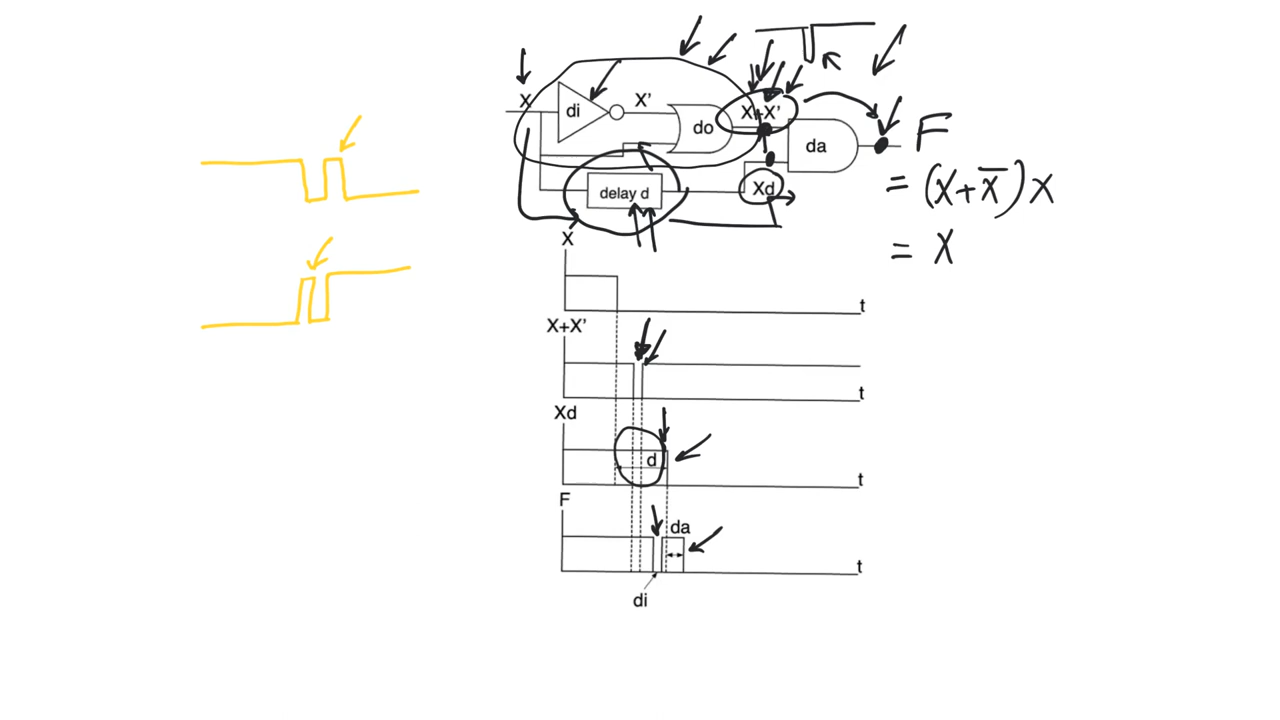 X
di
X'
do
X+X'
da
F
delay d
Xd
= (X+X̅)X
= X
X
t
X+X'
t
Xd
d
t
F
da
t
di